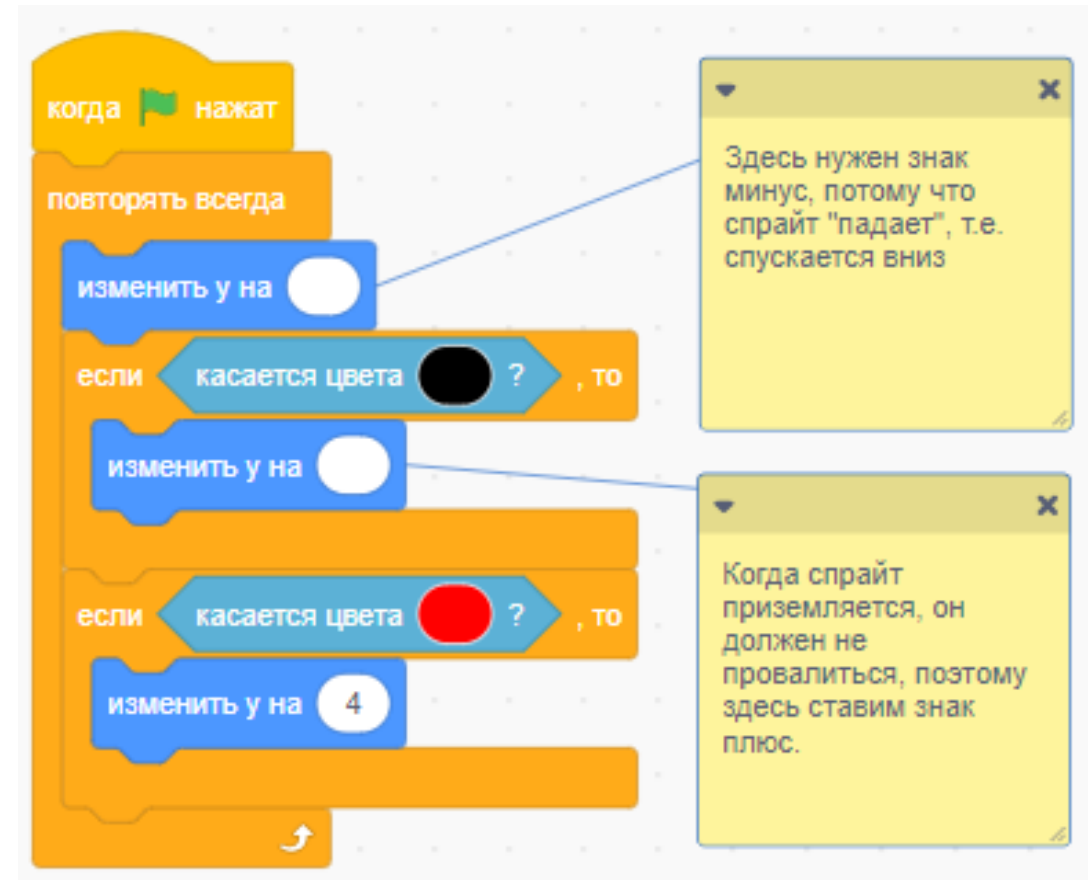 когда нажат
повторять всегда
изменить у на
если касается цвета ? , то
изменить у на
если касается цвета ? , то
изменить у на 4
Здесь нужен знак
минус, потому что
спрайт "падает", т.е.
спускается вниз
Когда спрайт
приземляется, он
должен не
провалиться, поэтому
здесь ставим знак
плюс.